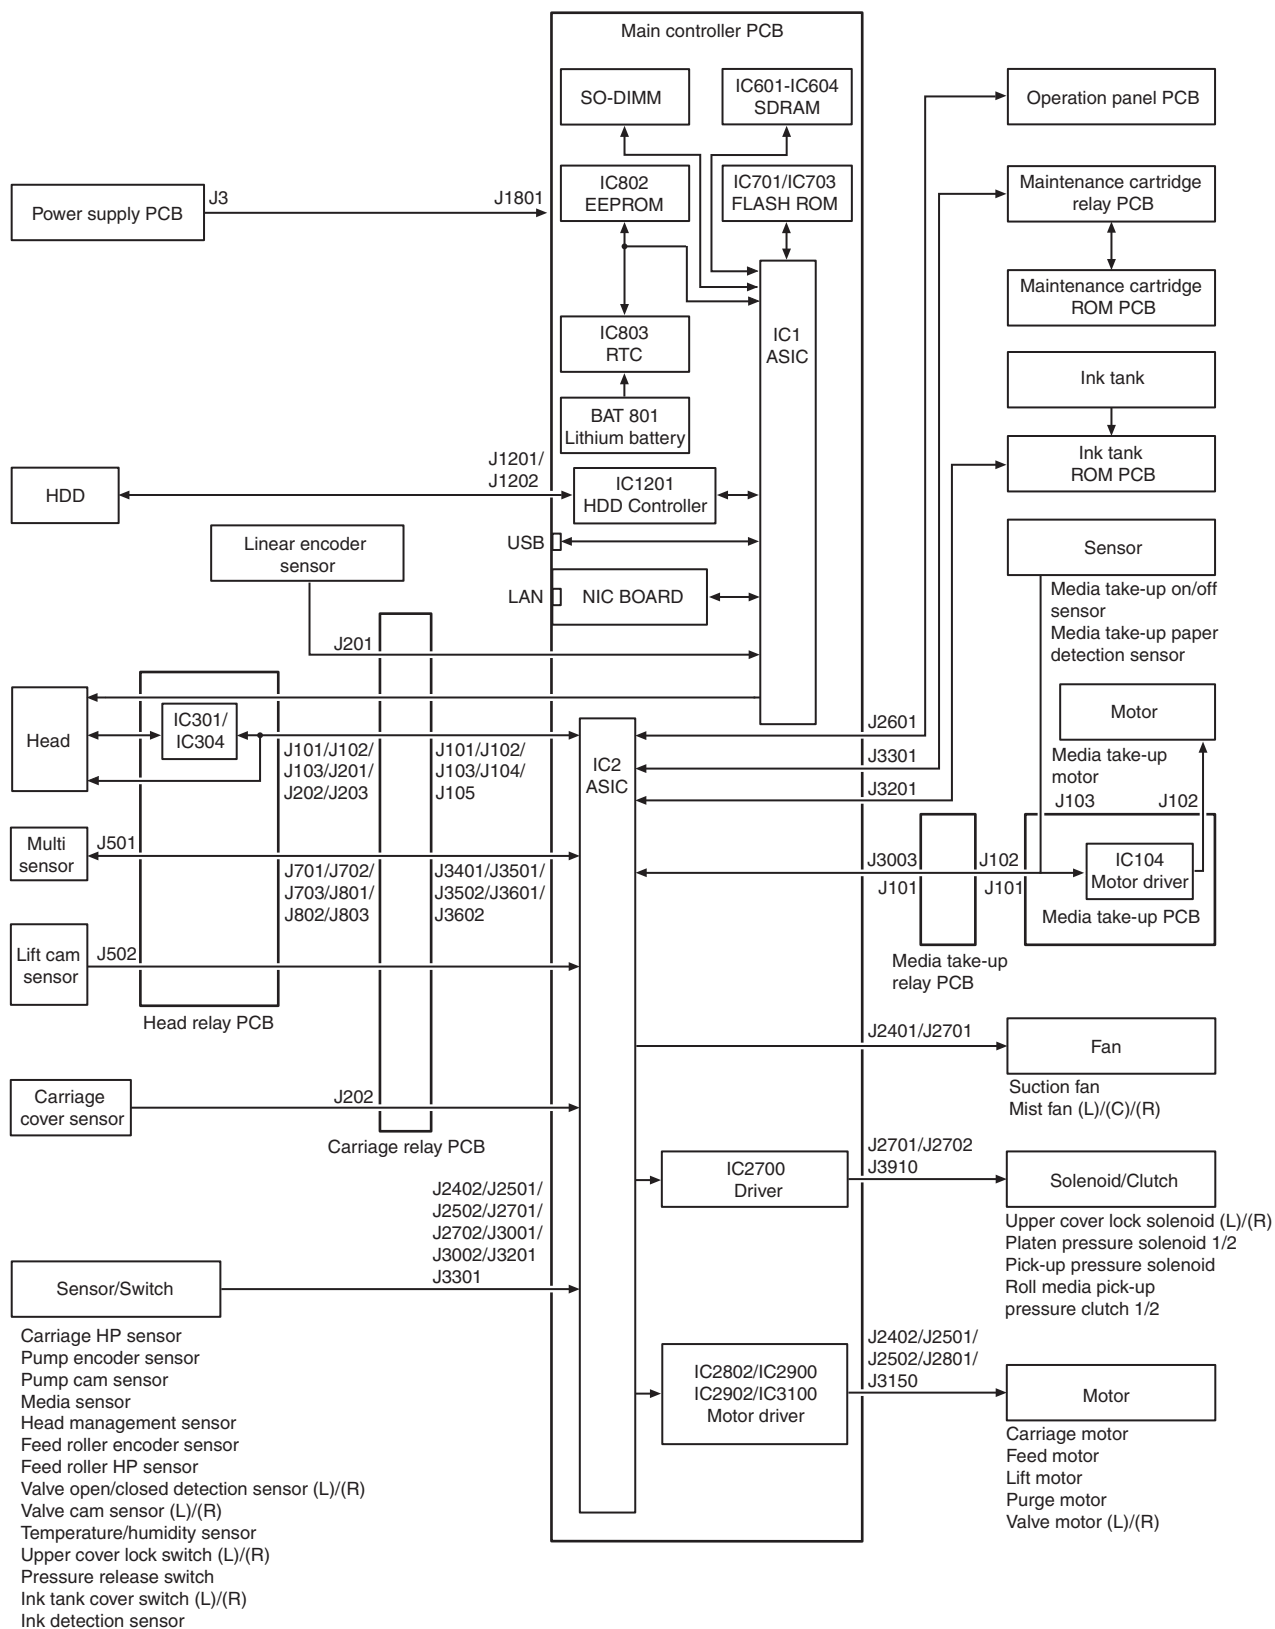 Main controller PCB
SO-DIMM
IC601-IC604
SDRAM
Operation panel PCB
IC802
EEPROM
IC701/IC703
FLASH ROM
Maintenance cartridge
relay PCB
Power supply PCB
J3
J1801
Maintenance cartridge
ROM PCB
IC803
RTC
IC1
ASIC
Ink tank
BAT 801
Lithium battery
Ink tank
ROM PCB
HDD
J1201/
J1202
IC1201
HDD Controller
Linear encoder
sensor
USB
LAN
NIC BOARD
Sensor
Media take-up on/off
sensor
Media take-up paper
detection sensor
J201
Head
IC301/
IC304
J101/J102/
J103/J201/
J202/J203
J101/J102/
J103/J104/
J105
IC2
ASIC
J2601
J3301
J3201
Motor
Media take-up
motor
J103
J102
Multi
sensor
J501
J701/J702/
J703/J801/
J802/J803
J3401/J3501/
J3502/J3601/
J3602
J3003
J101
J102
J101
IC104
Motor driver
Media take-up PCB
Media take-up
relay PCB
Lift cam
sensor
J502
Head relay PCB
J2401/J2701
Fan
Suction fan
Mist fan (L)/(C)/(R)
Carriage
cover sensor
J202
Carriage relay PCB
IC2700
Driver
J2701/J2702
J3910
Solenoid/Clutch
Upper cover lock solenoid (L)/(R)
Platen pressure solenoid 1/2
Pick-up pressure solenoid
Roll media pick-up
pressure clutch 1/2
J2402/J2501/
J2502/J2701/
J2702/J3001/
J3002/J3201
J3301
Sensor/Switch
Carriage HP sensor
Pump encoder sensor
Pump cam sensor
Media sensor
Head management sensor
Feed roller encoder sensor
Feed roller HP sensor
Valve open/closed detection sensor (L)/(R)
Valve cam sensor (L)/(R)
Temperature/humidity sensor
Upper cover lock switch (L)/(R)
Pressure release switch
Ink tank cover switch (L)/(R)
Ink detection sensor
IC2802/IC2900
IC2902/IC3100
Motor driver
J2402/J2501/
J2502/J2801/
J3150
Motor
Carriage motor
Feed motor
Lift motor
Purge motor
Valve motor (L)/(R)